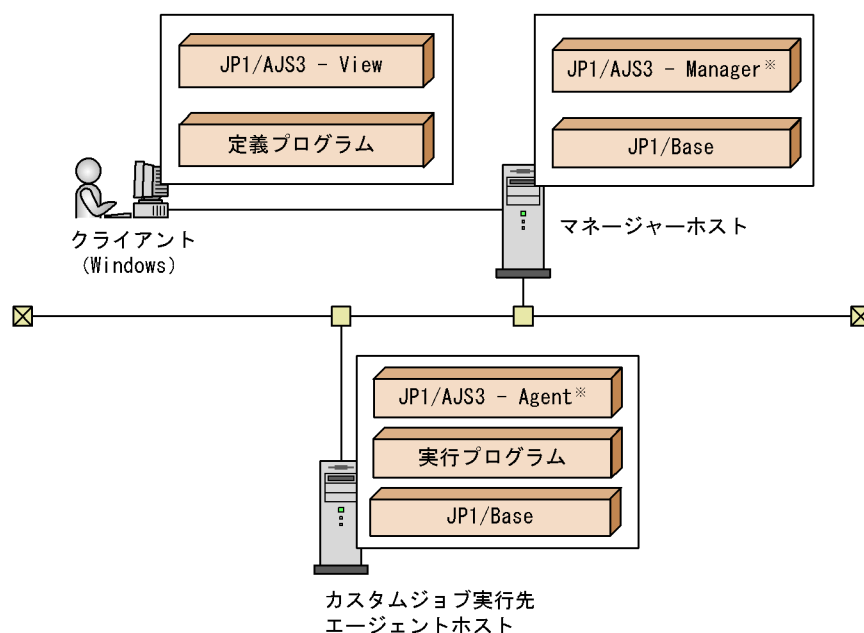 JP1/AJS3 - View
定義プログラム
JP1/AJS3 - Manager※
JP1/Base
クライアント
(Windows)
マネージャーホスト
JP1/AJS3 - Agent※
実行プログラム
JP1/Base
カスタムジョブ実行先
エージェントホスト